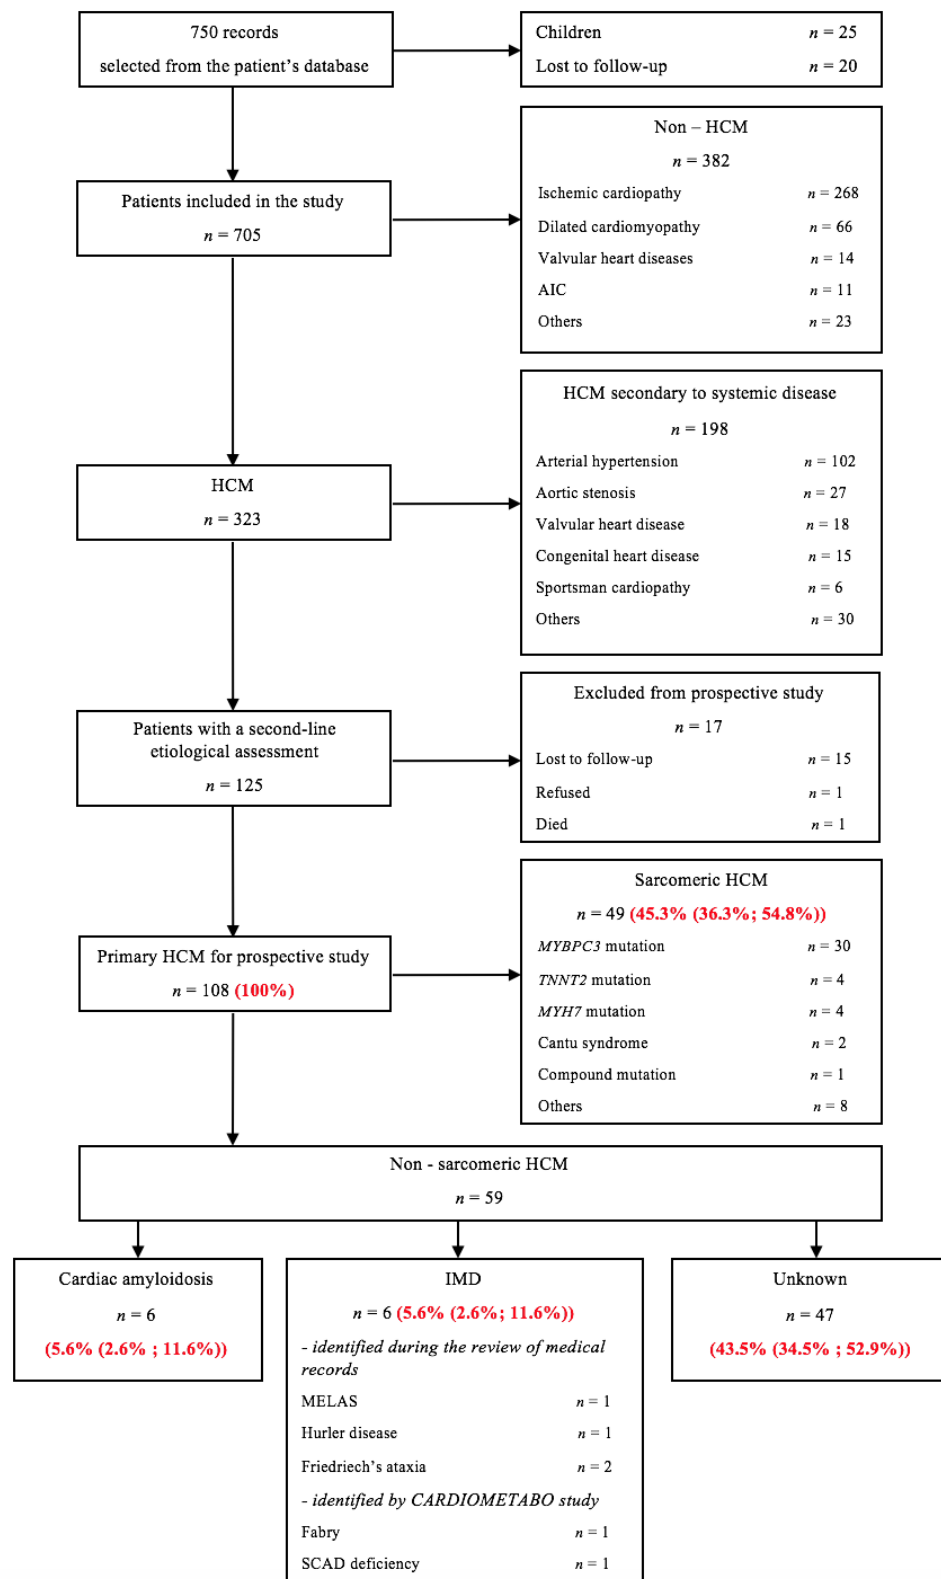 750 records
selected from the patient's database
Children n = 25
Lost to follow-up n = 20
Patients included in the study
n = 705
Non – HCM
n = 382
Ischemic cardiopathy n = 268
Dilated cardiomyopathy n = 66
Valvular heart diseases n = 14
AIC n = 11
Others n = 23
HCM
n = 323
HCM secondary to systemic disease
n = 198
Arterial hypertension n = 102
Aortic stenosis n = 27
Valvular heart disease n = 18
Congenital heart disease n = 15
Sportsman cardiopathy n = 6
Others n = 30
Patients with a second-line
etiological assessment
n = 125
Excluded from prospective study
n = 17
Lost to follow-up n = 15
Refused n = 1
Died n = 1
Primary HCM for prospective study
n = 108 (100%)
Sarcomeric HCM
n = 49 (45.3% (36.3%; 54.8%))
MYBPC3 mutation n = 30
TNNT2 mutation n = 4
MYH7 mutation n = 4
Cantu syndrome n = 2
Compound mutation n = 1
Others n = 8
Non - sarcomeric HCM
n = 59
Cardiac amyloidosis
n = 6
(5.6% (2.6% ; 11.6%))
IMD
n = 6 (5.6% (2.6%; 11.6%))
- identified during the review of medical
records
MELAS n = 1
Hurler disease n = 1
Friedriech's ataxia n = 2
- identified by CARDIOMETABO study
Fabry n = 1
SCAD deficiency n = 1
Unknown
n = 47
(43.5% (34.5% ; 52.9%))